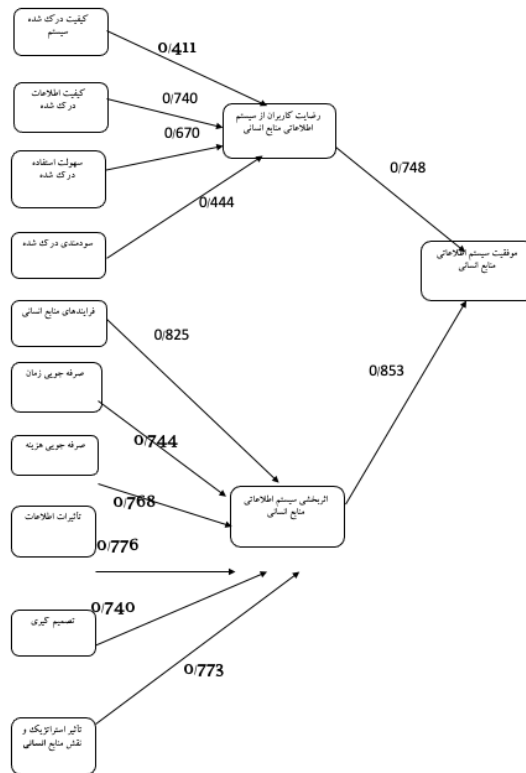 کیفیت درک شده
سیستم
0/411
کیفیت اطلاعات
درک شده
0/740
رضایت کاربران از سیستم
اطلاعاتی منابع انسانی
0/670
سهولت استفاده
درک شده
0/748
0/444
سودمندی درک شده
موفقیت سیستم اطلاعاتی
منابع انسانی
فرایندهای منابع انسانی
0/825
صرفه جویی زمان
0/853
0/744
صرفه جویی هزینه
0/768
اثربخشی سیستم اطلاعاتی
منابع انسانی
تأثیرات اطلاعات
0/776
تصمیم گیری
0/740
0/773
تأثیر استراتژیک و
نقش منابع انسانی